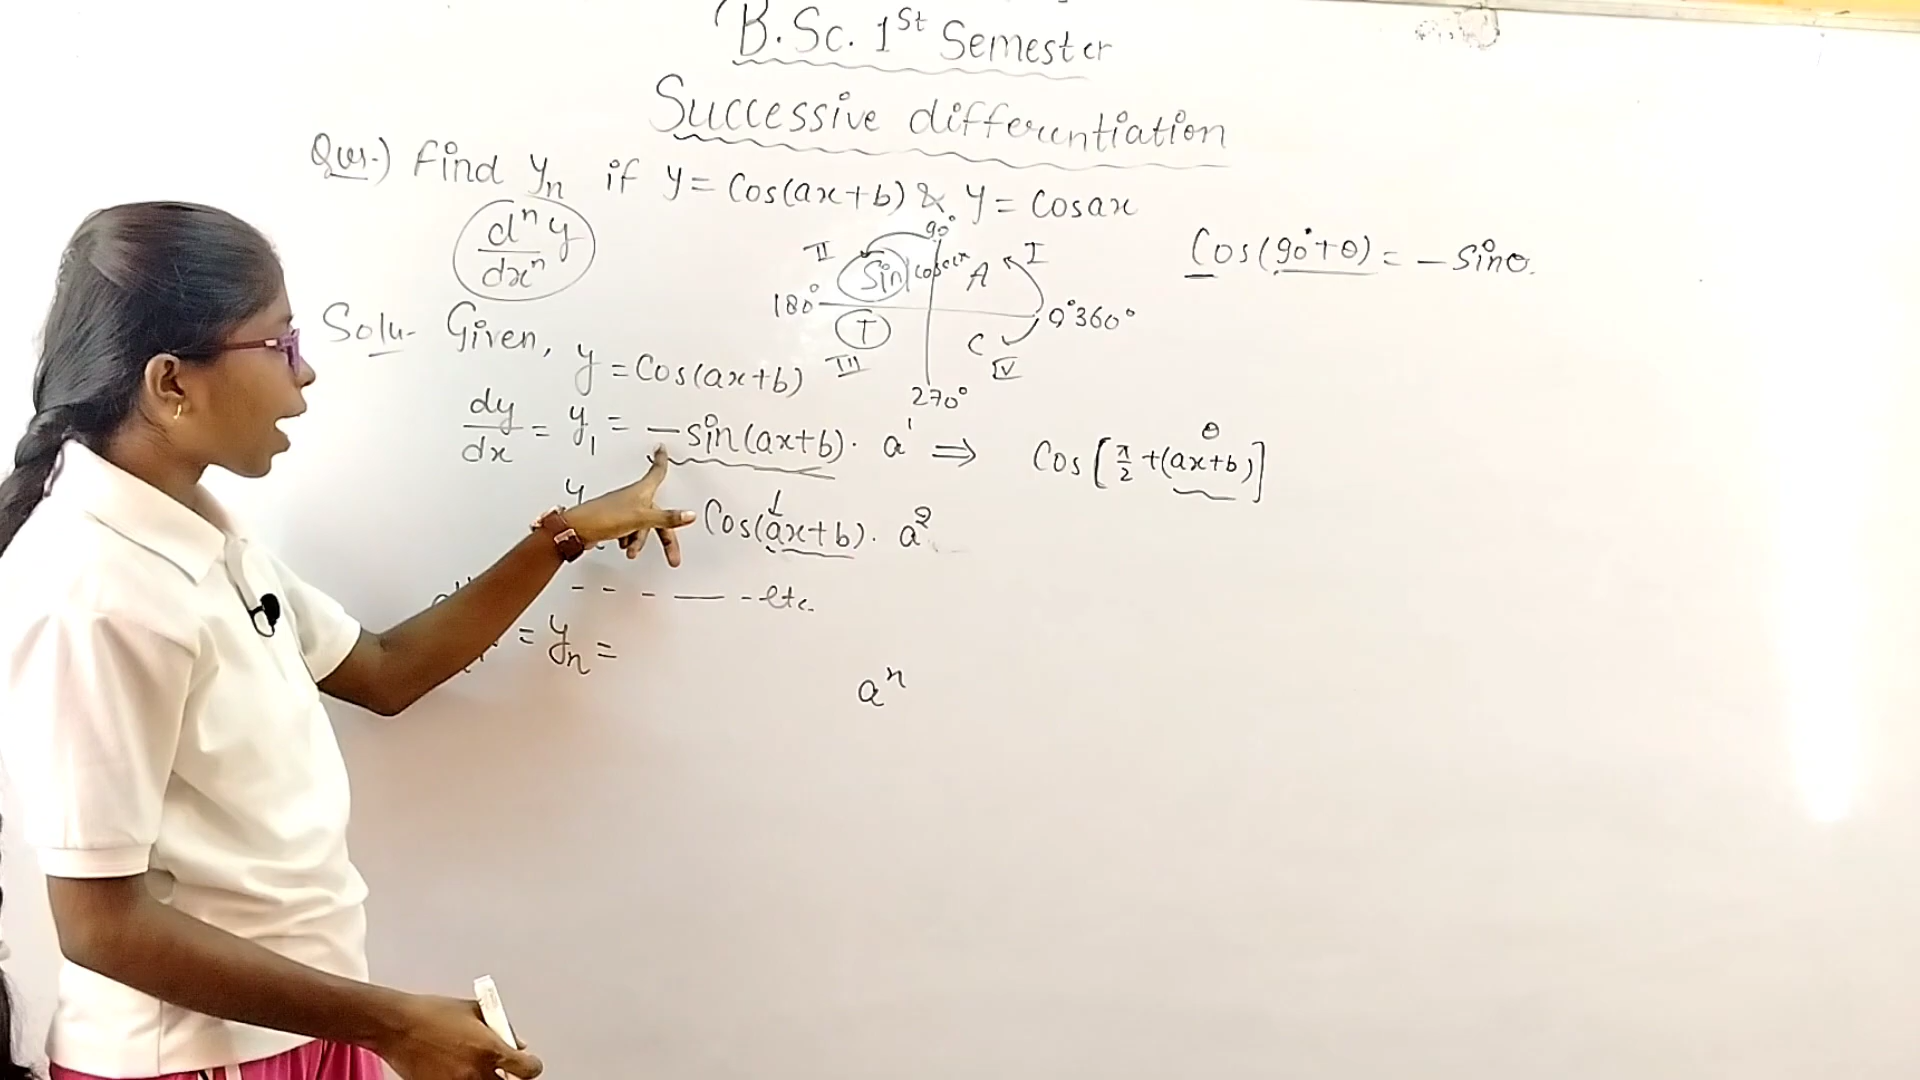 B.Sc. 1st Semester
Successive differentiation
Ques.) Find yₙ if y = Cos(ax+b) & y = Cosax
dⁿy/dxⁿ
90°
II Sin|cosecx A I
180° 0° 360°
T C
III IV
270°
Cos(90°+θ) = -Sinθ.
Solu- Given, y = Cos(ax+b)
dy/dx = y₁ = -sin(ax+b). a¹ ⇒ Cos[π/2+(ax+b)]
θ
y Cos(ax+b). a²
- - - — - etc.
= yₙ = aⁿ